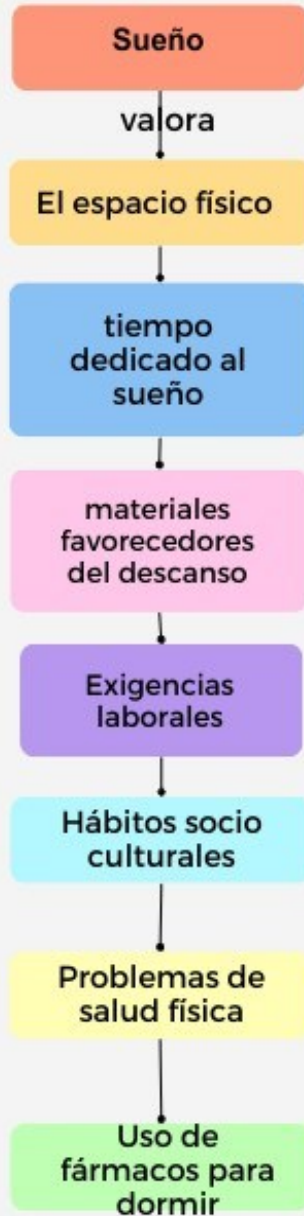 Sueño
valora
El espacio físico
tiempo
dedicado al
sueño
materiales
favorecedores
del descanso
Exigencias
laborales
Hábitos socio
culturales
Problemas de
salud física
Uso de
fármacos para
dormir